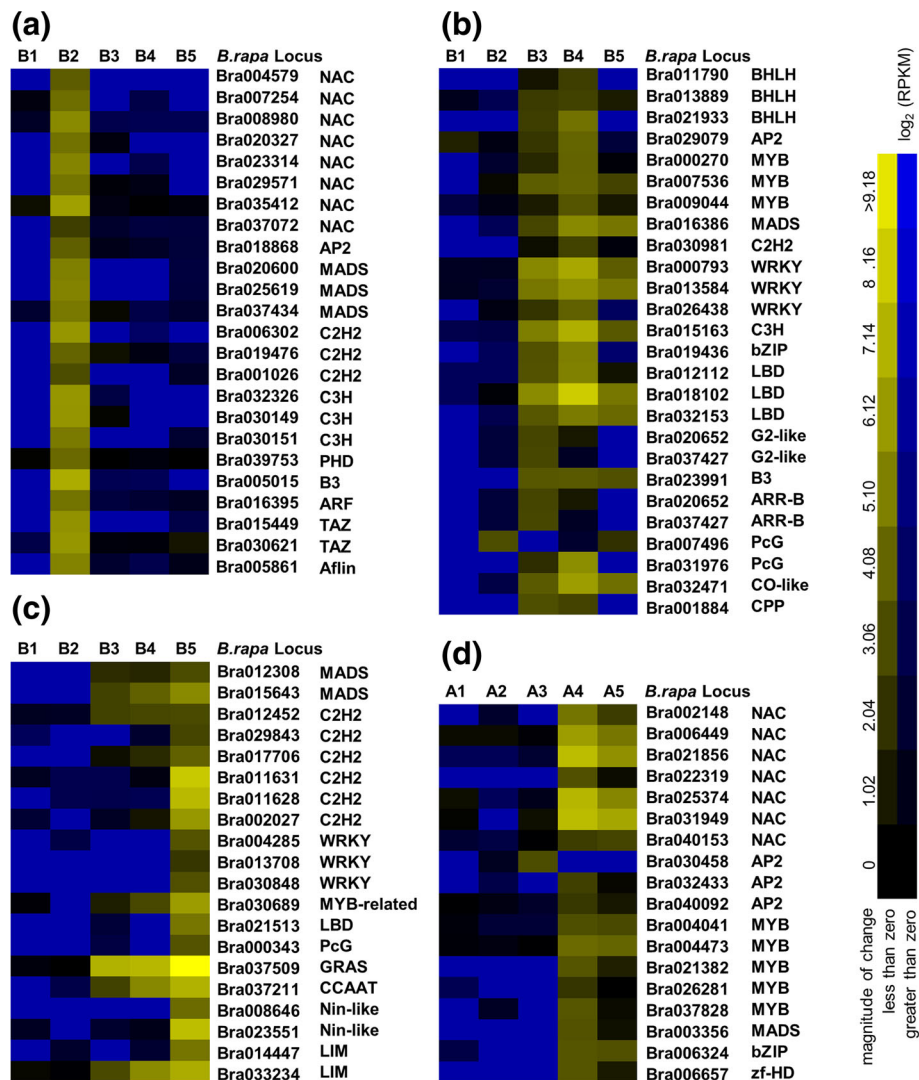 (a)
B1 B2 B3 B4 B5 B.rapa Locus
Bra004579 NAC
Bra007254 NAC
Bra008980 NAC
Bra020327 NAC
Bra023314 NAC
Bra029571 NAC
Bra035412 NAC
Bra037072 NAC
Bra018868 AP2
Bra020600 MADS
Bra025619 MADS
Bra037434 MADS
Bra006302 C2H2
Bra019476 C2H2
Bra001026 C2H2
Bra032326 C3H
Bra030149 C3H
Bra030151 C3H
Bra039753 PHD
Bra005015 B3
Bra016395 ARF
Bra015449 TAZ
Bra030621 TAZ
Bra005861 Aflin
(b)
B1 B2 B3 B4 B5 B.rapa Locus
Bra011790 BHLH
Bra013889 BHLH
Bra021933 BHLH
Bra029079 AP2
Bra000270 MYB
Bra007536 MYB
Bra009044 MYB
Bra016386 MADS
Bra030981 C2H2
Bra000793 WRKY
Bra013584 WRKY
Bra026438 WRKY
Bra015163 C3H
Bra019436 bZIP
Bra012112 LBD
Bra018102 LBD
Bra032153 LBD
Bra020652 G2-like
Bra037427 G2-like
Bra023991 B3
Bra020652 ARR-B
Bra037427 ARR-B
Bra007496 PcG
Bra031976 PcG
Bra032471 CO-like
Bra001884 CPP
(c)
B1 B2 B3 B4 B5 B.rapa Locus
Bra012308 MADS
Bra015643 MADS
Bra012452 C2H2
Bra029843 C2H2
Bra017706 C2H2
Bra011631 C2H2
Bra011628 C2H2
Bra002027 C2H2
Bra004285 WRKY
Bra013708 WRKY
Bra030848 WRKY
Bra030689 MYB-related
Bra021513 LBD
Bra000343 PcG
Bra037509 GRAS
Bra037211 CCAAT
Bra008646 Nin-like
Bra023551 Nin-like
Bra014447 LIM
Bra033234 LIM
(d)
A1 A2 A3 A4 A5 B.rapa Locus
Bra002148 NAC
Bra006449 NAC
Bra021856 NAC
Bra022319 NAC
Bra025374 NAC
Bra031949 NAC
Bra040153 NAC
Bra030458 AP2
Bra032433 AP2
Bra040092 AP2
Bra004041 MYB
Bra004473 MYB
Bra021382 MYB
Bra026281 MYB
Bra037828 MYB
Bra003356 MADS
Bra006324 bZIP
Bra006657 zf-HD
log2 (RPKM)
>9.18
8 .16
7.14
6.12
5.10
4.08
3.06
2.04
1.02
0
magnitude of change
less than zero
greater than zero